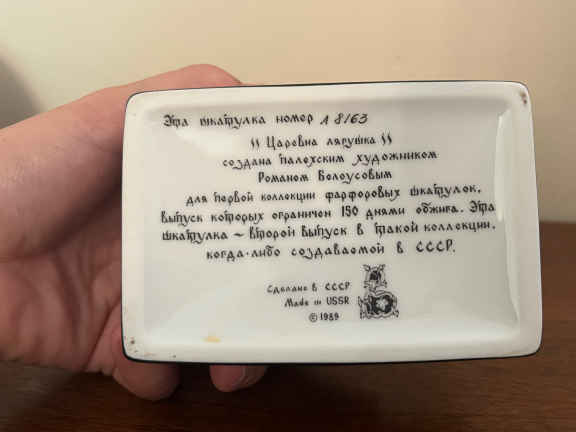 Эта шкатулка номер А 8163
"Царевна лягушка"
создана палехским художником
Романом Белоусовым
для первой коллекции фарфоровых шкатулок,
выпуск которых ограничен 150 днями обжига. Эта
шкатулка - второй выпуск в такой коллекции,
когда-либо создаваемой в СССР.
Сделано в СССР
Made in USSR
© 1989